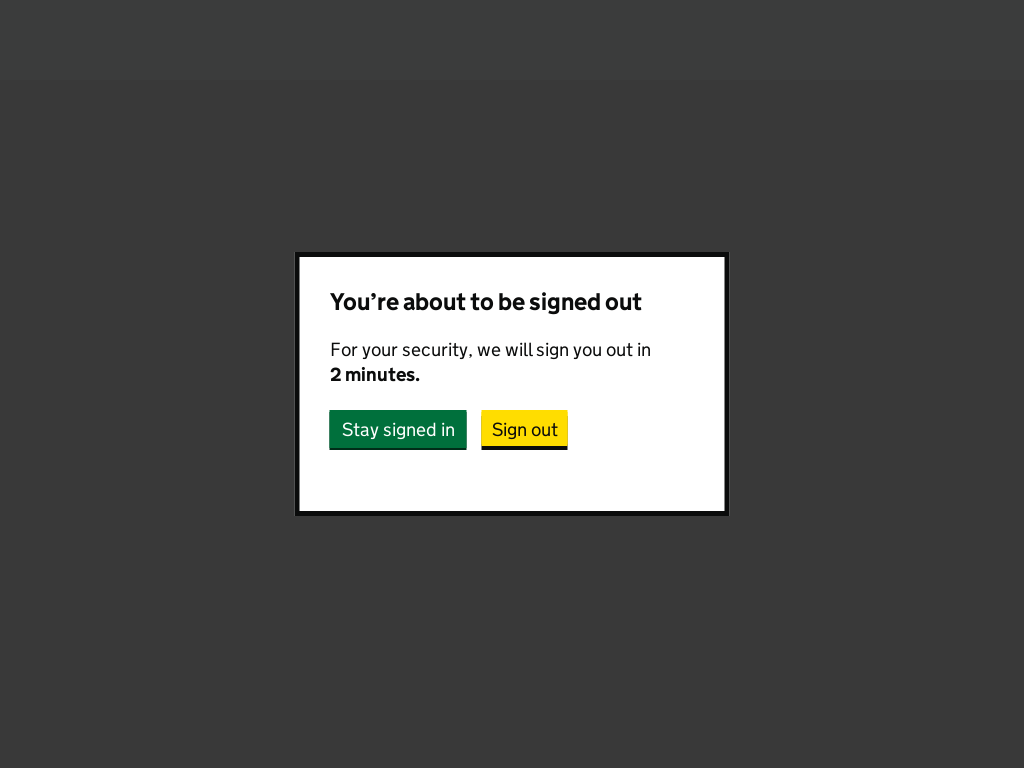 You’re about to be signed out
For your security, we will sign you out in
2 minutes.
Stay signed in
Sign out